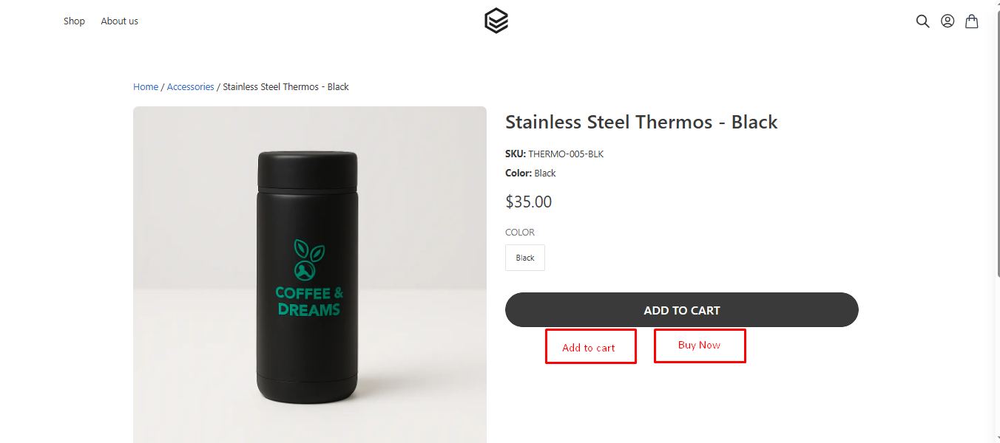 Shop About us
Home / Accessories / Stainless Steel Thermos - Black
Stainless Steel Thermos - Black
SKU: THERMO-005-BLK
Color: Black
$35.00
COLOR
Black
ADD TO CART
Add to cart Buy Now
COFFEE &
DREAMS